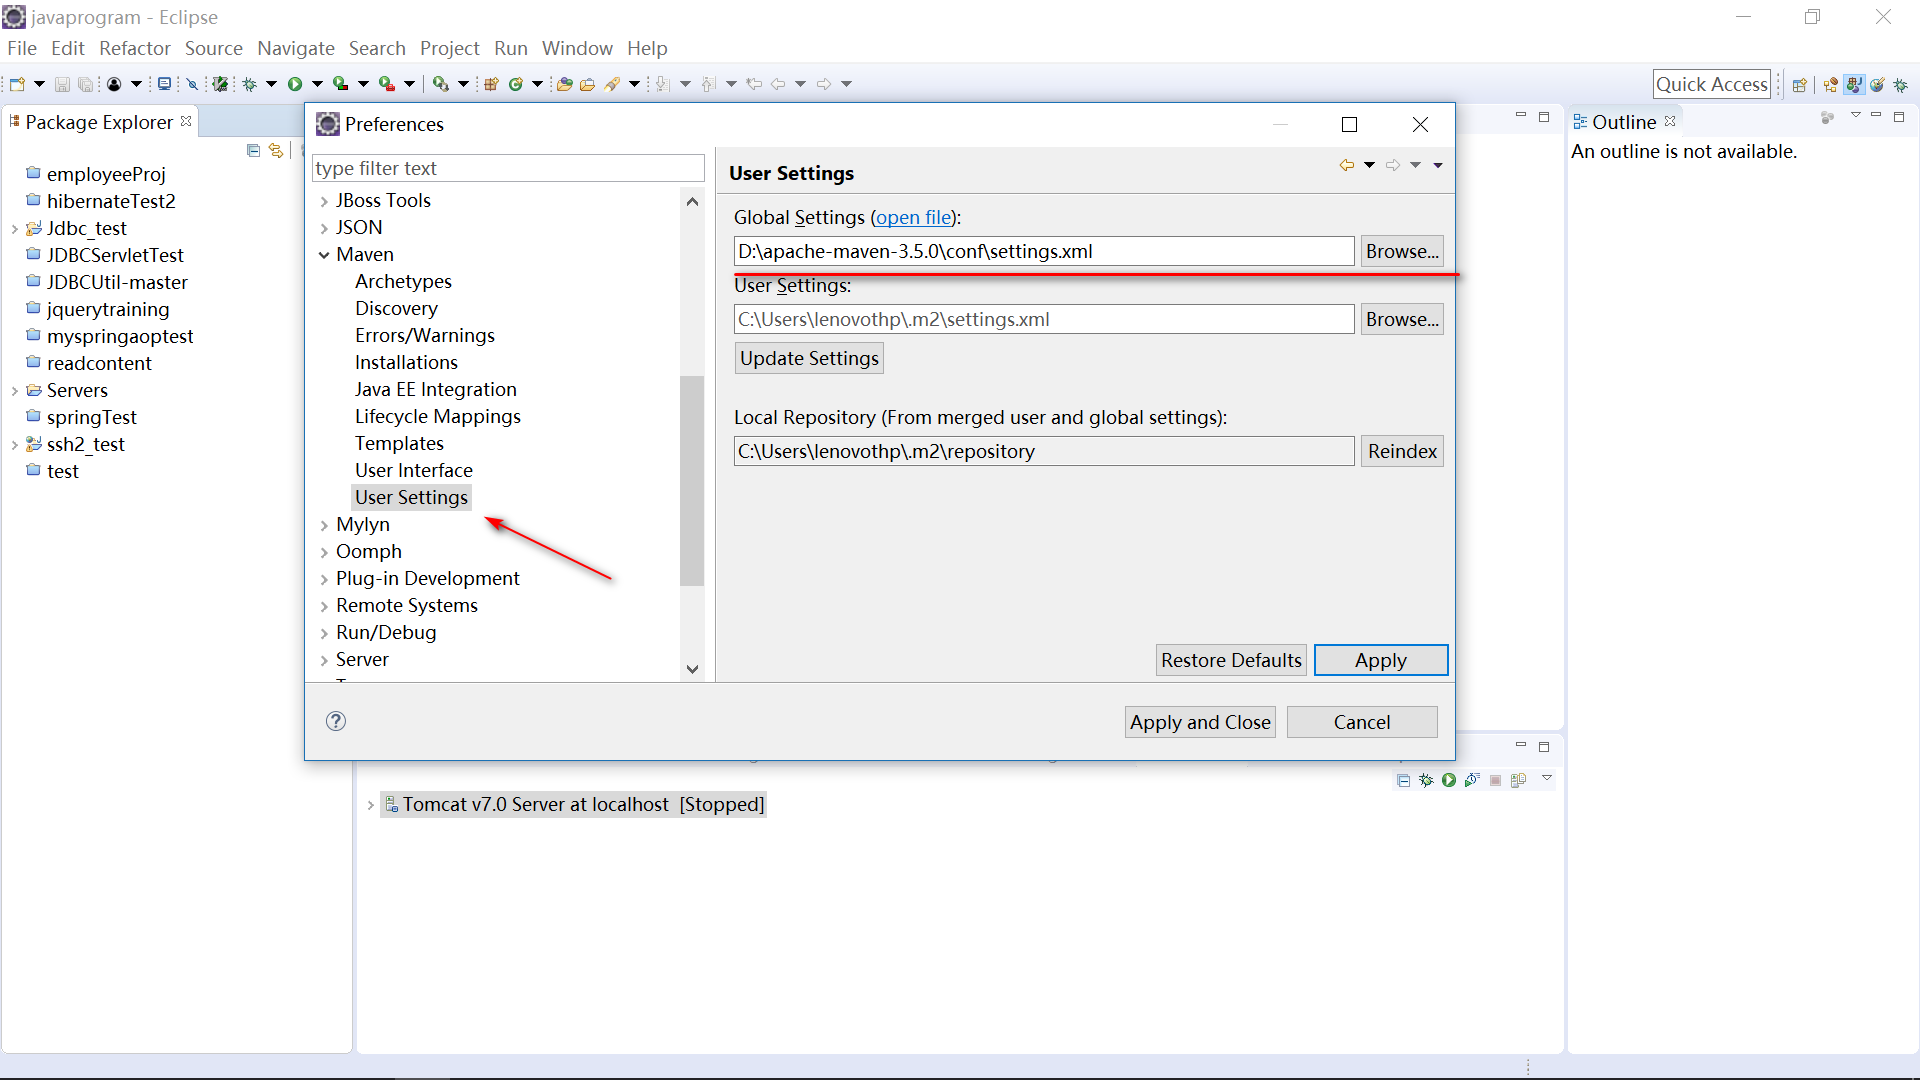 javaprogram - Eclipse
File Edit Refactor Source Navigate Search Project Run Window Help
Quick Access
Package Explorer
employeeProj
hibernateTest2
Jdbc_test
JDBCServletTest
JDBCUtil-master
jquerytraining
myspringaoptest
readcontent
Servers
springTest
ssh2_test
test
Preferences
type filter text
JBoss Tools
JSON
Maven
Archetypes
Discovery
Errors/Warnings
Installations
Java EE Integration
Lifecycle Mappings
Templates
User Interface
User Settings
Mylyn
Oomph
Plug-in Development
Remote Systems
Run/Debug
Server
User Settings
Global Settings (open file):
D:\apache-maven-3.5.0\conf\settings.xml Browse...
User Settings:
C:\Users\lenovothp\.m2\settings.xml Browse...
Update Settings
Local Repository (From merged user and global settings):
C:\Users\lenovothp\.m2\repository Reindex
Restore Defaults Apply
Apply and Close Cancel
Tomcat v7.0 Server at localhost [Stopped]
Outline
An outline is not available.